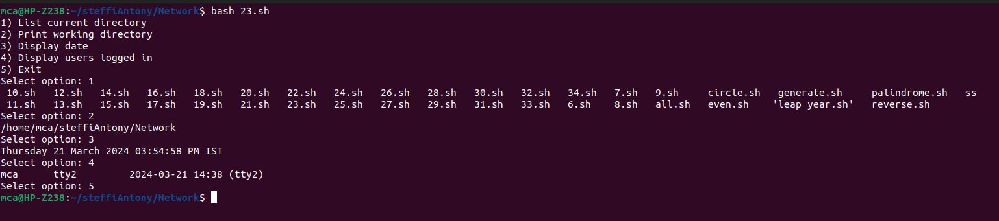 mca@HP-Z238:~/steffiAntony/Network$ bash 23.sh
1) List current directory
2) Print working directory
3) Display date
4) Display users logged in
5) Exit
Select option: 1
 10.sh   12.sh   14.sh   16.sh   18.sh   20.sh   22.sh   24.sh   26.sh   28.sh   30.sh   32.sh   34.sh   7.sh   9.sh     circle.sh   generate.sh     palindrome.sh   ss
 11.sh   13.sh   15.sh   17.sh   19.sh   21.sh   23.sh   25.sh   27.sh   29.sh   31.sh   33.sh   6.sh    8.sh   all.sh   even.sh    'leap year.sh'   reverse.sh
Select option: 2
/home/mca/steffiAntony/Network
Select option: 3
Thursday 21 March 2024 03:54:58 PM IST
Select option: 4
mca      tty2         2024-03-21 14:38 (tty2)
Select option: 5
mca@HP-Z238:~/steffiAntony/Network$